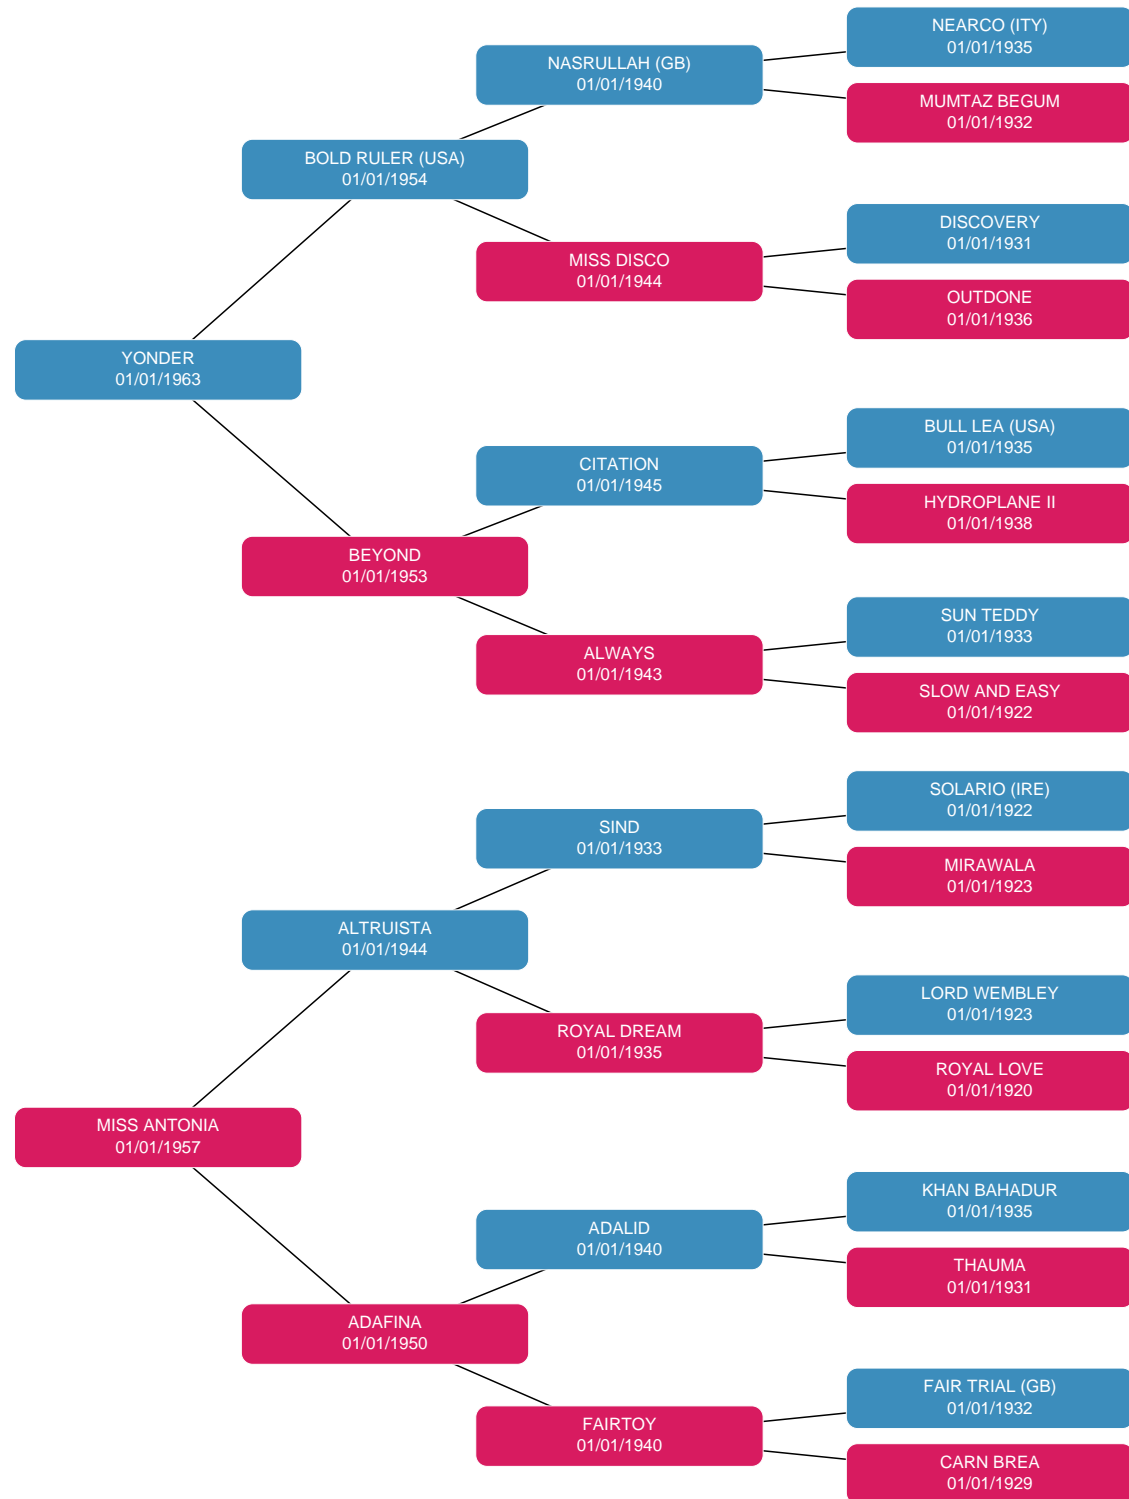 NEARCO (ITY)
01/01/1935
NASRULLAH (GB)
01/01/1940
MUMTAZ BEGUM
01/01/1932
BOLD RULER (USA)
01/01/1954
DISCOVERY
01/01/1931
MISS DISCO
01/01/1944
OUTDONE
01/01/1936
YONDER
01/01/1963
BULL LEA (USA)
01/01/1935
CITATION
01/01/1945
HYDROPLANE II
01/01/1938
BEYOND
01/01/1953
SUN TEDDY
01/01/1933
ALWAYS
01/01/1943
SLOW AND EASY
01/01/1922
SOLARIO (IRE)
01/01/1922
SIND
01/01/1933
MIRAWALA
01/01/1923
ALTRUISTA
01/01/1944
LORD WEMBLEY
01/01/1923
ROYAL DREAM
01/01/1935
ROYAL LOVE
01/01/1920
MISS ANTONIA
01/01/1957
KHAN BAHADUR
01/01/1935
ADALID
01/01/1940
THAUMA
01/01/1931
ADAFINA
01/01/1950
FAIR TRIAL (GB)
01/01/1932
FAIRTOY
01/01/1940
CARN BREA
01/01/1929